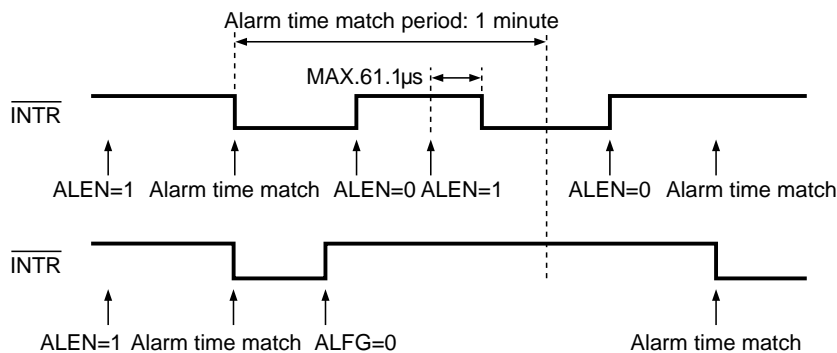 Alarm time match period: 1 minute
MAX.61.1µs
INTR
ALEN=1 Alarm time match ALEN=0 ALEN=1 ALEN=0 Alarm time match
INTR
ALEN=1 Alarm time match ALFG=0 Alarm time match